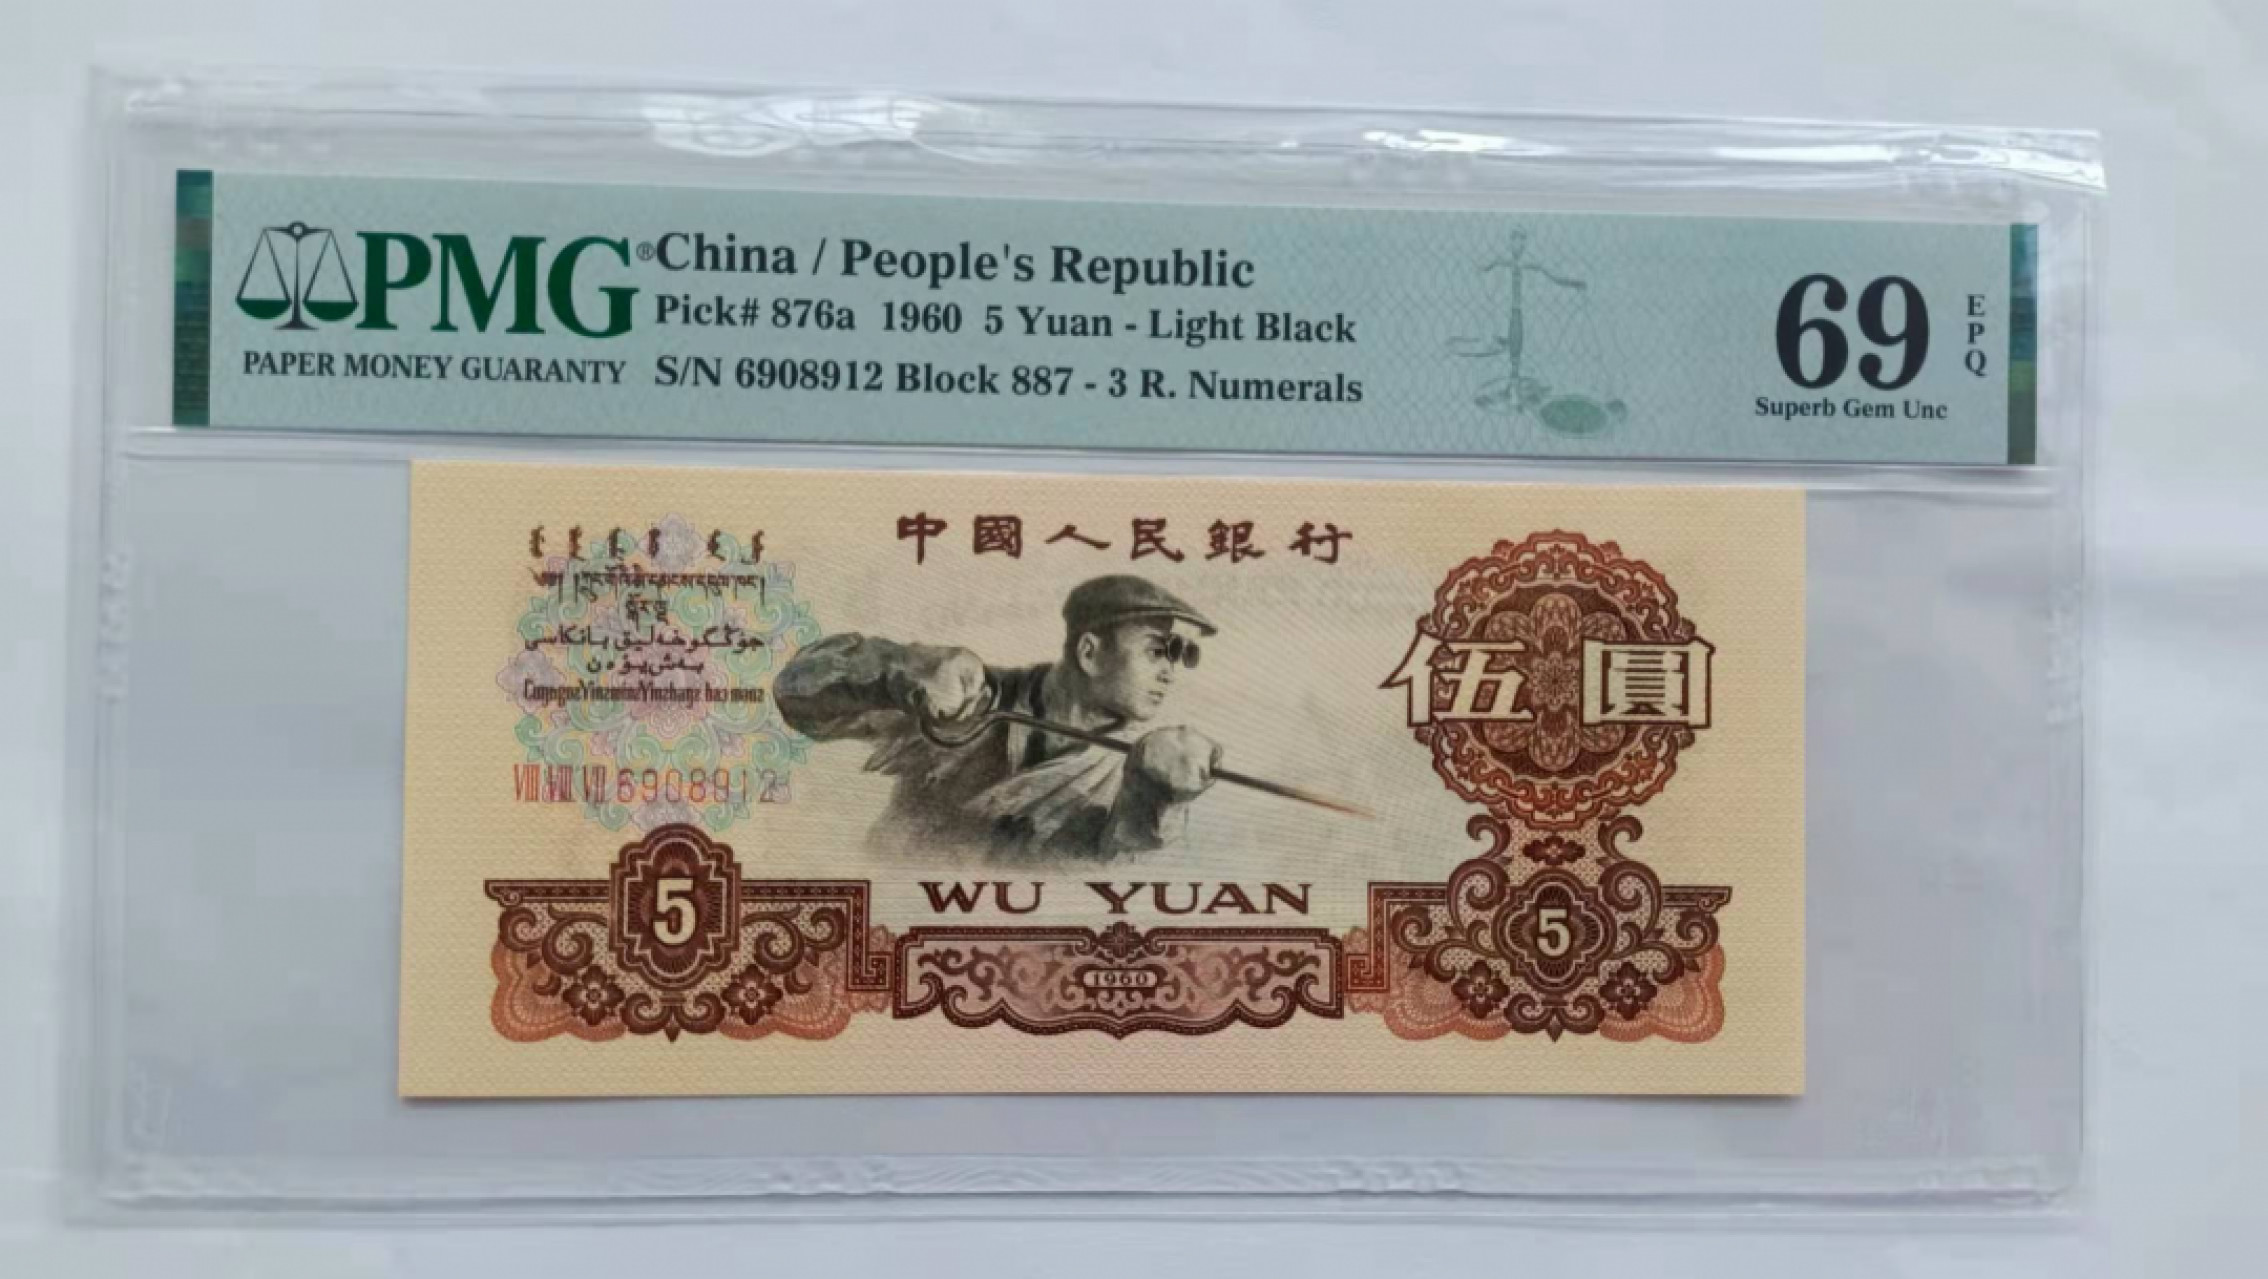 PMG®
PAPER MONEY GUARANTY
China / People's Republic
Pick# 876a 1960 5 Yuan - Light Black
S/N 6908912 Block 887 - 3 R. Numerals
69
EPQ
Superb Gem Unc
中國人民銀行
VIII VIII VII 6908912
伍圓
WU YUAN
5
1960
5